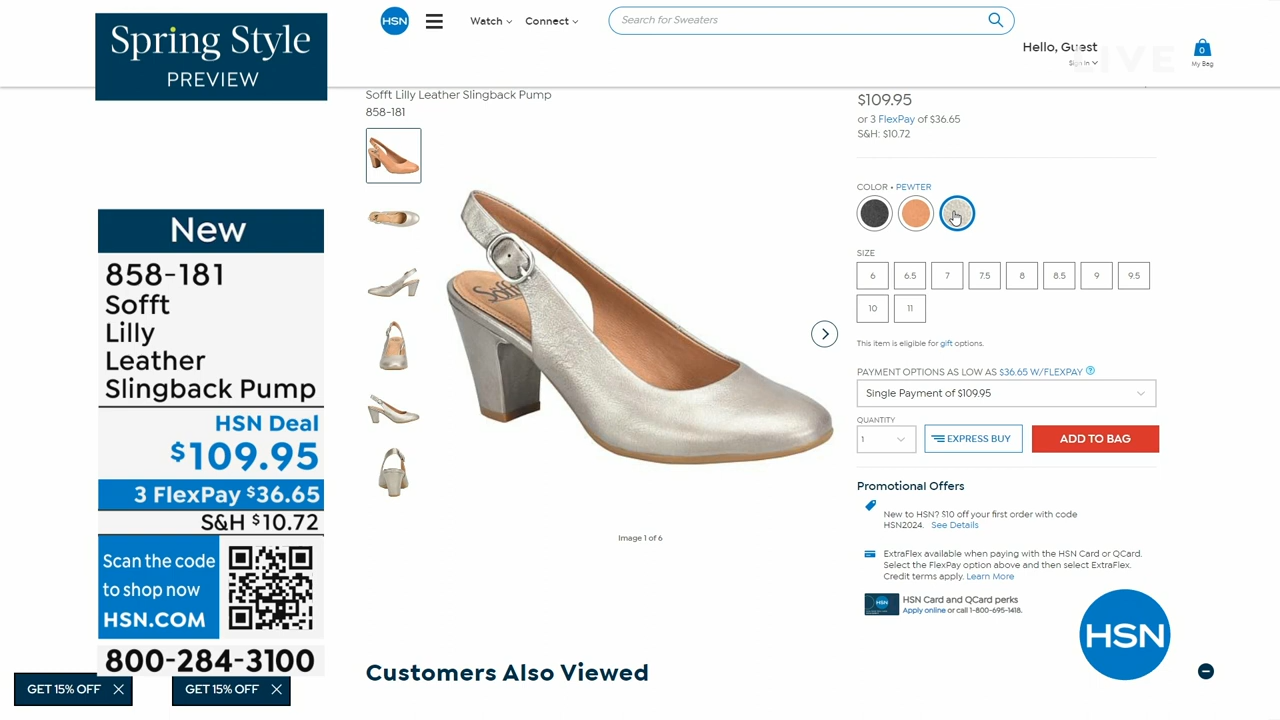 Spring Style
PREVIEW
HSN
Watch
Connect
Search for Sweaters
Hello, Guest
Sign In
LIVE
0
My Bag
Sofft Lilly Leather Slingback Pump
858-181
$109.95
or 3 FlexPay of $36.65
S&H: $10.72
COLOR • PEWTER
SIZE
6 6.5 7 7.5 8 8.5 9 9.5
10 11
This item is eligible for gift options.
PAYMENT OPTIONS AS LOW AS $36.65 W/FLEXPAY ?
Single Payment of $109.95
QUANTITY
1
EXPRESS BUY
ADD TO BAG
Promotional Offers
New to HSN? $10 off your first order with code
HSN2024. See Details
ExtraFlex available when paying with the HSN Card or QCard.
Select the FlexPay option above and then select ExtraFlex.
Credit terms apply. Learn More
HSN
HSN Card and QCard perks
Apply online or call 1-800-695-1418.
Sofft
Image 1 of 6
New
858-181
Sofft
Lilly
Leather
Slingback Pump
HSN Deal
$109.95
3 FlexPay $36.65
S&H $10.72
Scan the code
to shop now
HSN.COM
800-284-3100
GET 15% OFF
GET 15% OFF
Customers Also Viewed
HSN